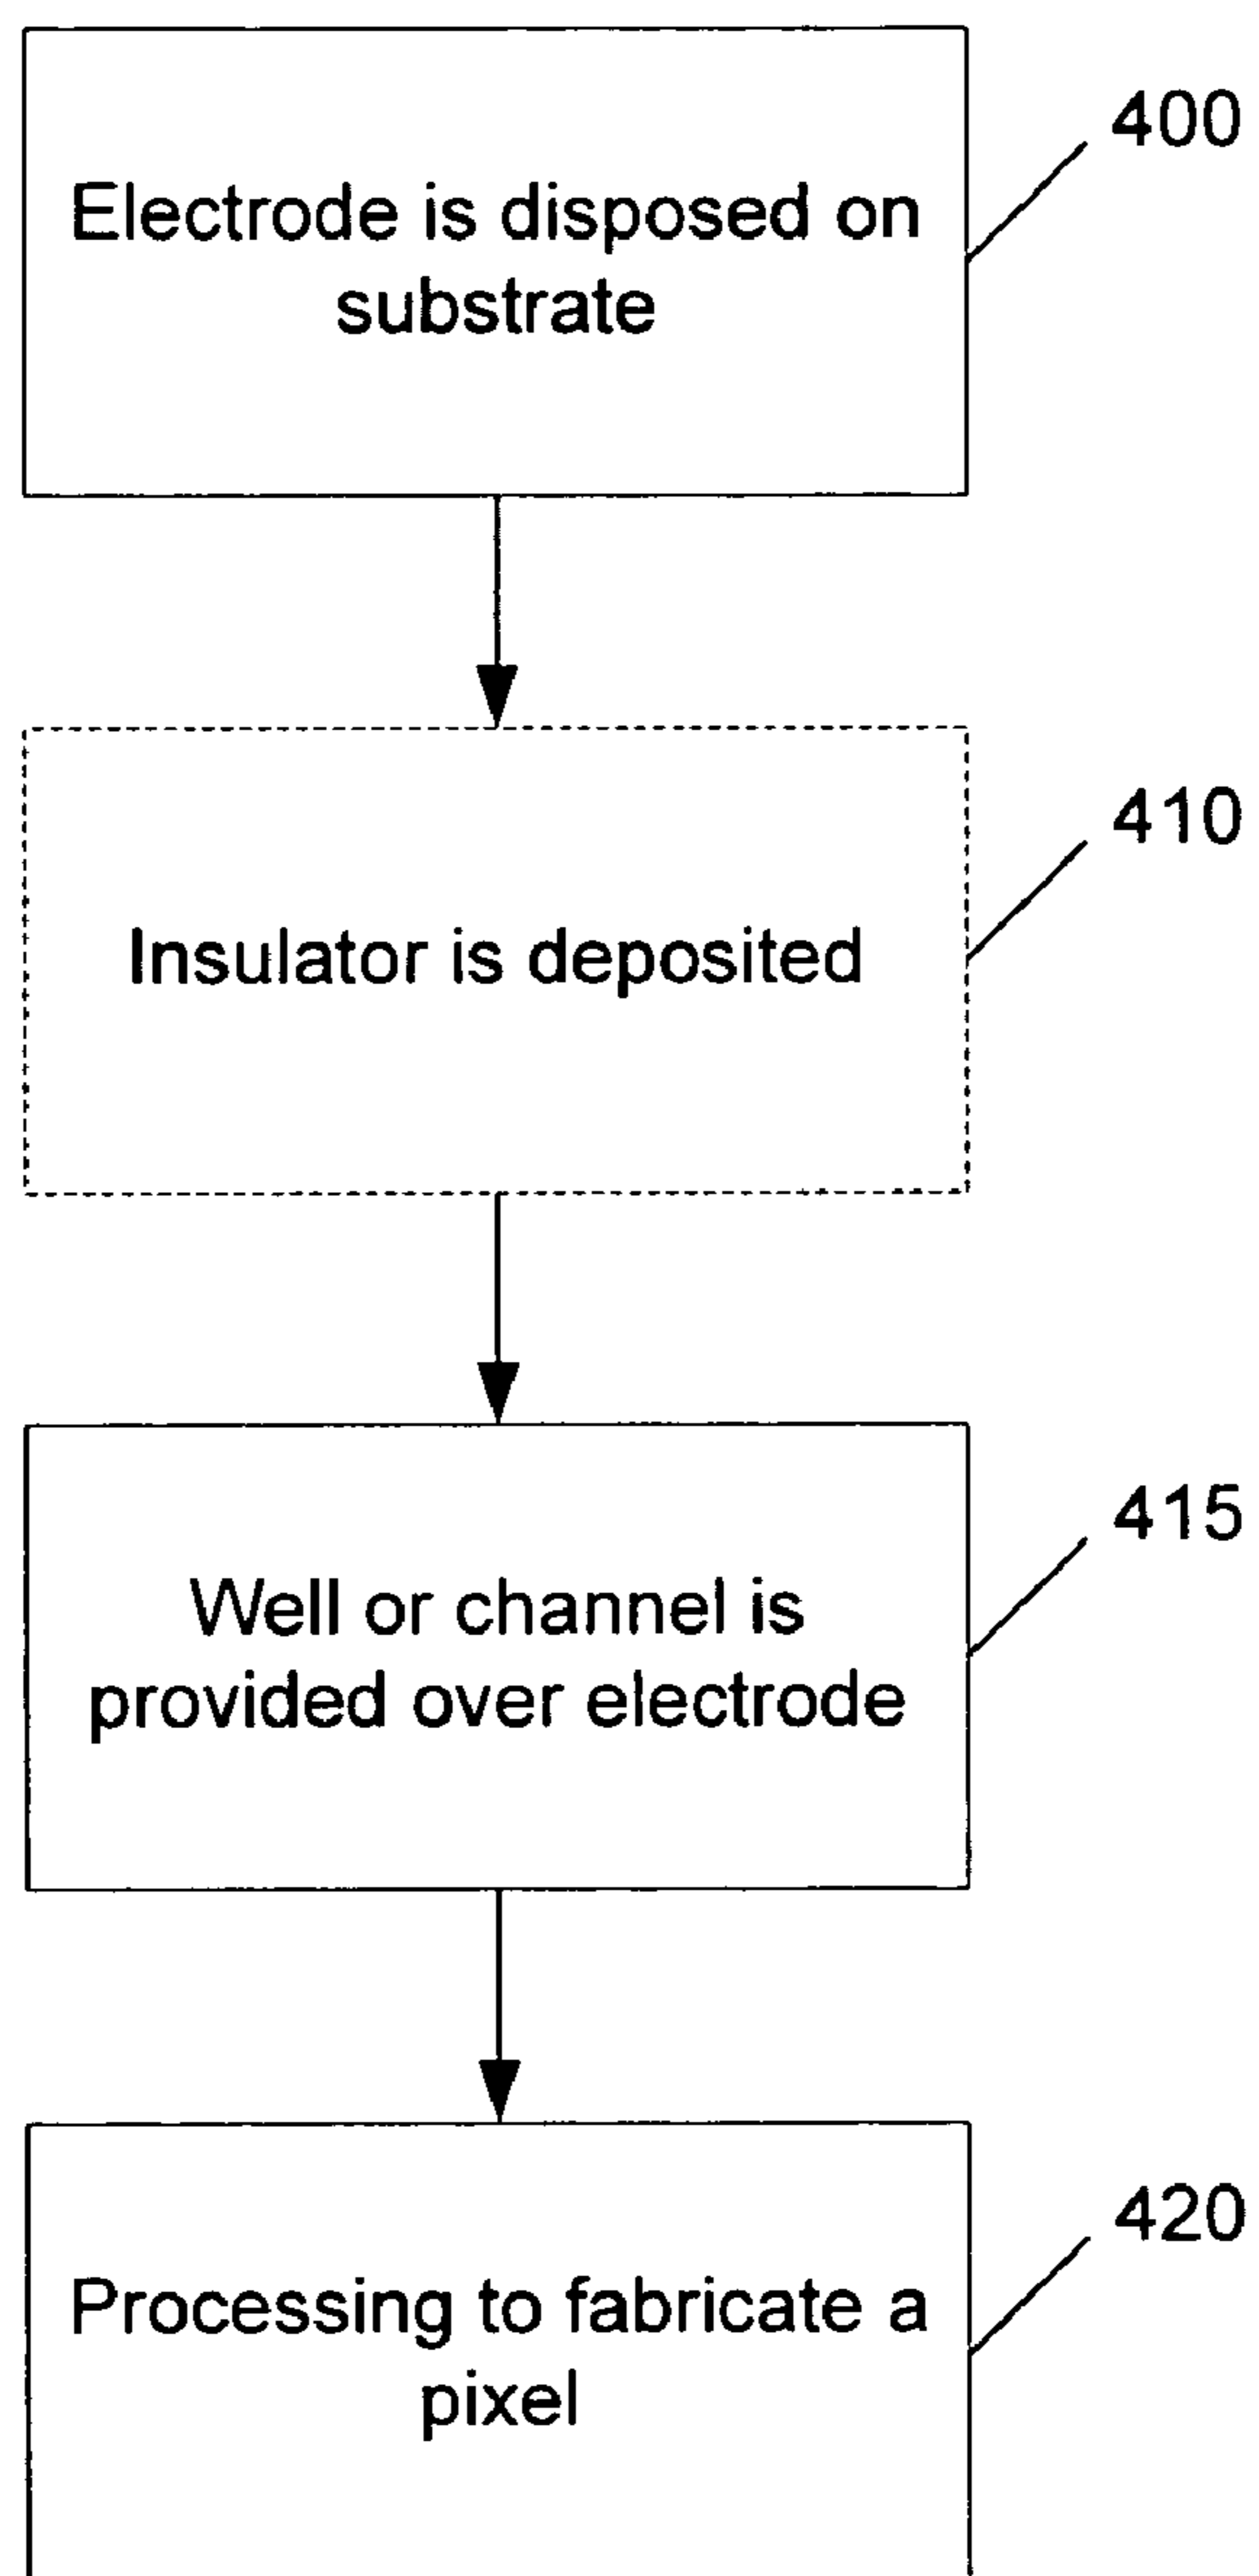 400
Electrode is disposed on
substrate
410
Insulator is deposited
415
Well or channel is
provided over electrode
420
Processing to fabricate a
pixel